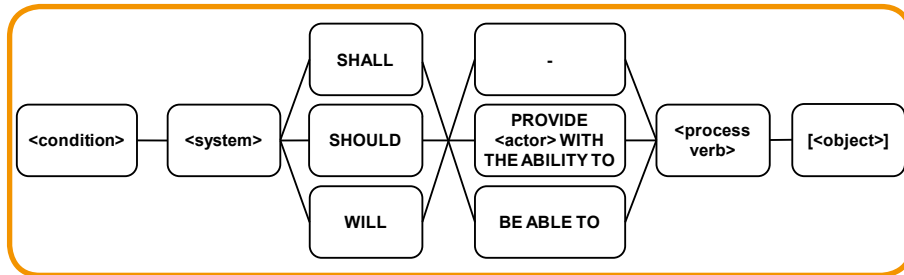 <condition>
<system>
SHALL
SHOULD
WILL
-
PROVIDE
<actor> WITH
THE ABILITY TO
BE ABLE TO
<process
verb>
[<object>]